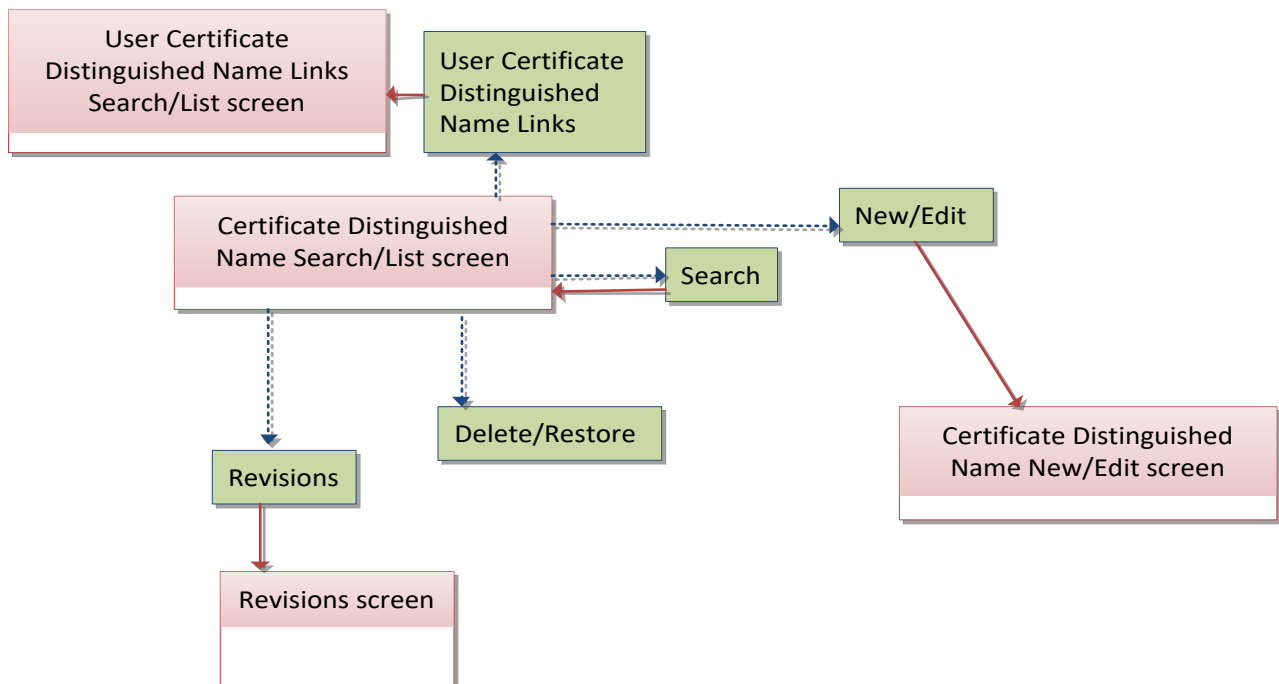 User Certificate
Distinguished Name Links
Search/List screen
User Certificate
Distinguished
Name Links
Certificate Distinguished
Name Search/List screen
New/Edit
Search
Delete/Restore
Certificate Distinguished
Name New/Edit screen
Revisions
Revisions screen